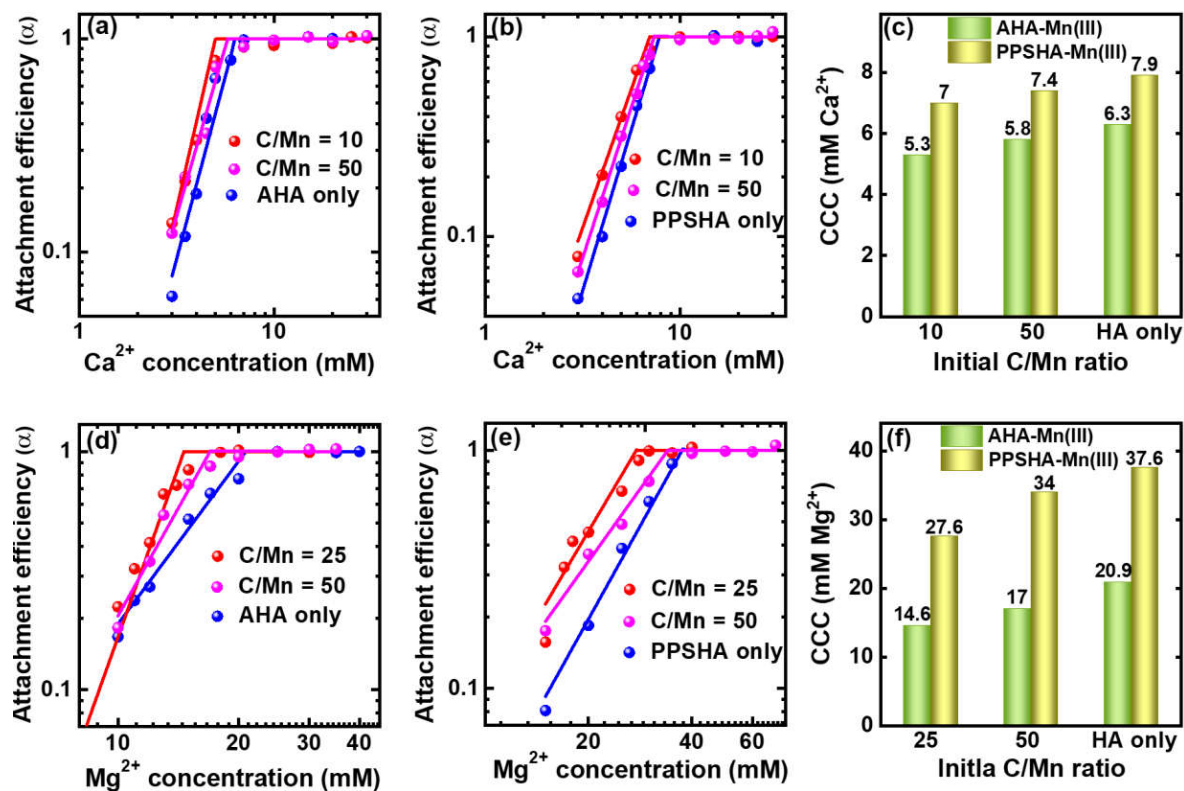 (a)
Attachment efficiency (α)
1
0.1
C/Mn = 10
C/Mn = 50
AHA only
1
10
Ca2+ concentration (mM)
(b)
Attachment efficiency (α)
1
0.1
C/Mn = 10
C/Mn = 50
PPSHA only
1
10
Ca2+ concentration (mM)
(c)
AHA-Mn(III)
PPSHA-Mn(III)
CCC (mM Ca2+)
8
6
4
2
0
5.3
7
5.8
7.4
6.3
7.9
10
50
HA only
Initial C/Mn ratio
(d)
Attachment efficiency (α)
1
0.1
C/Mn = 25
C/Mn = 50
AHA only
10
20
30
40
Mg2+ concentration (mM)
(e)
Attachment efficiency (α)
1
0.1
C/Mn = 25
C/Mn = 50
PPSHA only
20
40
60
Mg2+ concentration (mM)
(f)
AHA-Mn(III)
PPSHA-Mn(III)
CCC (mM Mg2+)
40
30
20
10
0
14.6
27.6
17
34
20.9
37.6
25
50
HA only
Initla C/Mn ratio